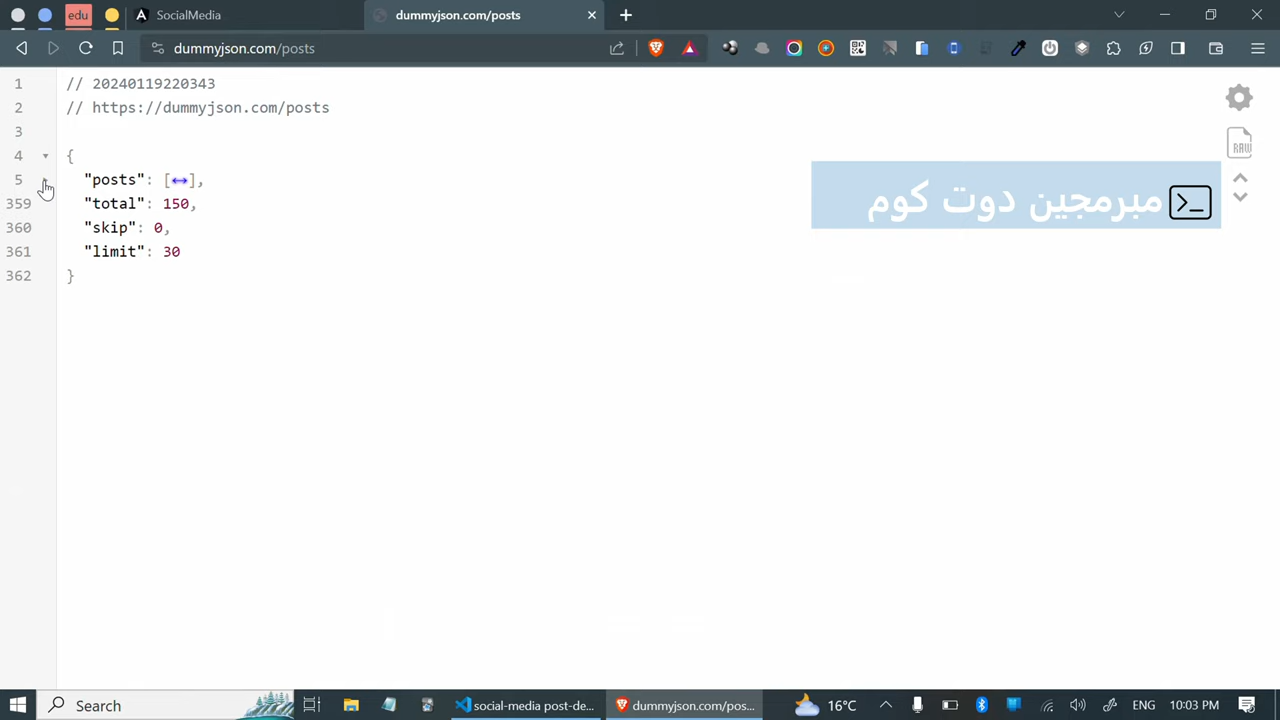 edu
SocialMedia
dummyjson.com/posts
dummyjson.com/posts
1 // 20240119220343
2 // https://dummyjson.com/posts
3
4 {
5 "posts": [↔],
359 "total": 150,
360 "skip": 0,
361 "limit": 30
362 }
RAW
مبرمجين دوت كوم >_
Search
social-media post-de...
dummyjson.com/pos...
16°C
ENG
10:03 PM